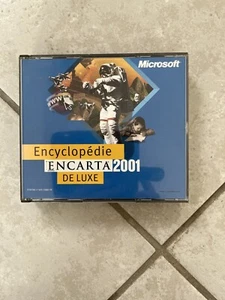 Microsoft
Encyclopédie
ENCARTA 2001
DE LUXE